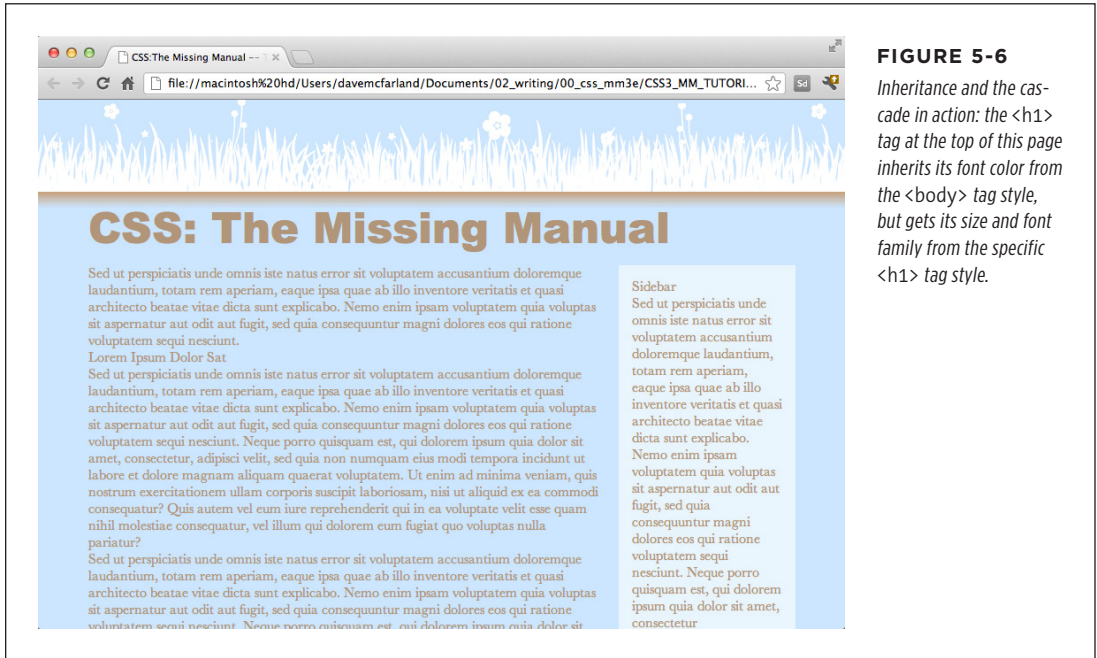 CSS:The Missing Manual -- T
file://macintosh%20hd/Users/davemcfarland/Documents/02_writing/00_css_mm3e/CSS3_MM_TUTORI...
Sd
CSS: The Missing Manual
Sed ut perspiciatis unde omnis iste natus error sit voluptatem accusantium doloremque
laudantium, totam rem aperiam, eaque ipsa quae ab illo inventore veritatis et quasi
architecto beatae vitae dicta sunt explicabo. Nemo enim ipsam voluptatem quia voluptas
sit aspernatur aut odit aut fugit, sed quia consequuntur magni dolores eos qui ratione
voluptatem sequi nesciunt.
Lorem Ipsum Dolor Sat
Sed ut perspiciatis unde omnis iste natus error sit voluptatem accusantium doloremque
laudantium, totam rem aperiam, eaque ipsa quae ab illo inventore veritatis et quasi
architecto beatae vitae dicta sunt explicabo. Nemo enim ipsam voluptatem quia voluptas
sit aspernatur aut odit aut fugit, sed quia consequuntur magni dolores eos qui ratione
voluptatem sequi nesciunt. Neque porro quisquam est, qui dolorem ipsum quia dolor sit
amet, consectetur, adipisci velit, sed quia non numquam eius modi tempora incidunt ut
labore et dolore magnam aliquam quaerat voluptatem. Ut enim ad minima veniam, quis
nostrum exercitationem ullam corporis suscipit laboriosam, nisi ut aliquid ex ea commodi
consequatur? Quis autem vel eum iure reprehenderit qui in ea voluptate velit esse quam
nihil molestiae consequatur, vel illum qui dolorem eum fugiat quo voluptas nulla
pariatur?
Sed ut perspiciatis unde omnis iste natus error sit voluptatem accusantium doloremque
laudantium, totam rem aperiam, eaque ipsa quae ab illo inventore veritatis et quasi
architecto beatae vitae dicta sunt explicabo. Nemo enim ipsam voluptatem quia voluptas
sit aspernatur aut odit aut fugit, sed quia consequuntur magni dolores eos qui ratione
voluptatem sequi nesciunt. Neque porro quisquam est, qui dolorem ipsum quia dolor sit
Sidebar
Sed ut perspiciatis unde
omnis iste natus error sit
voluptatem accusantium
doloremque laudantium,
totam rem aperiam,
eaque ipsa quae ab illo
inventore veritatis et quasi
architecto beatae vitae
dicta sunt explicabo.
Nemo enim ipsam
voluptatem quia voluptas
sit aspernatur aut odit aut
fugit, sed quia
consequuntur magni
dolores eos qui ratione
voluptatem sequi
nesciunt. Neque porro
quisquam est, qui dolorem
ipsum quia dolor sit amet,
consectetur
FIGURE 5-6
Inheritance and the cas-
cade in action: the <h1>
tag at the top of this page
inherits its font color from
the <body> tag style,
but gets its size and font
family from the specific
<h1> tag style.